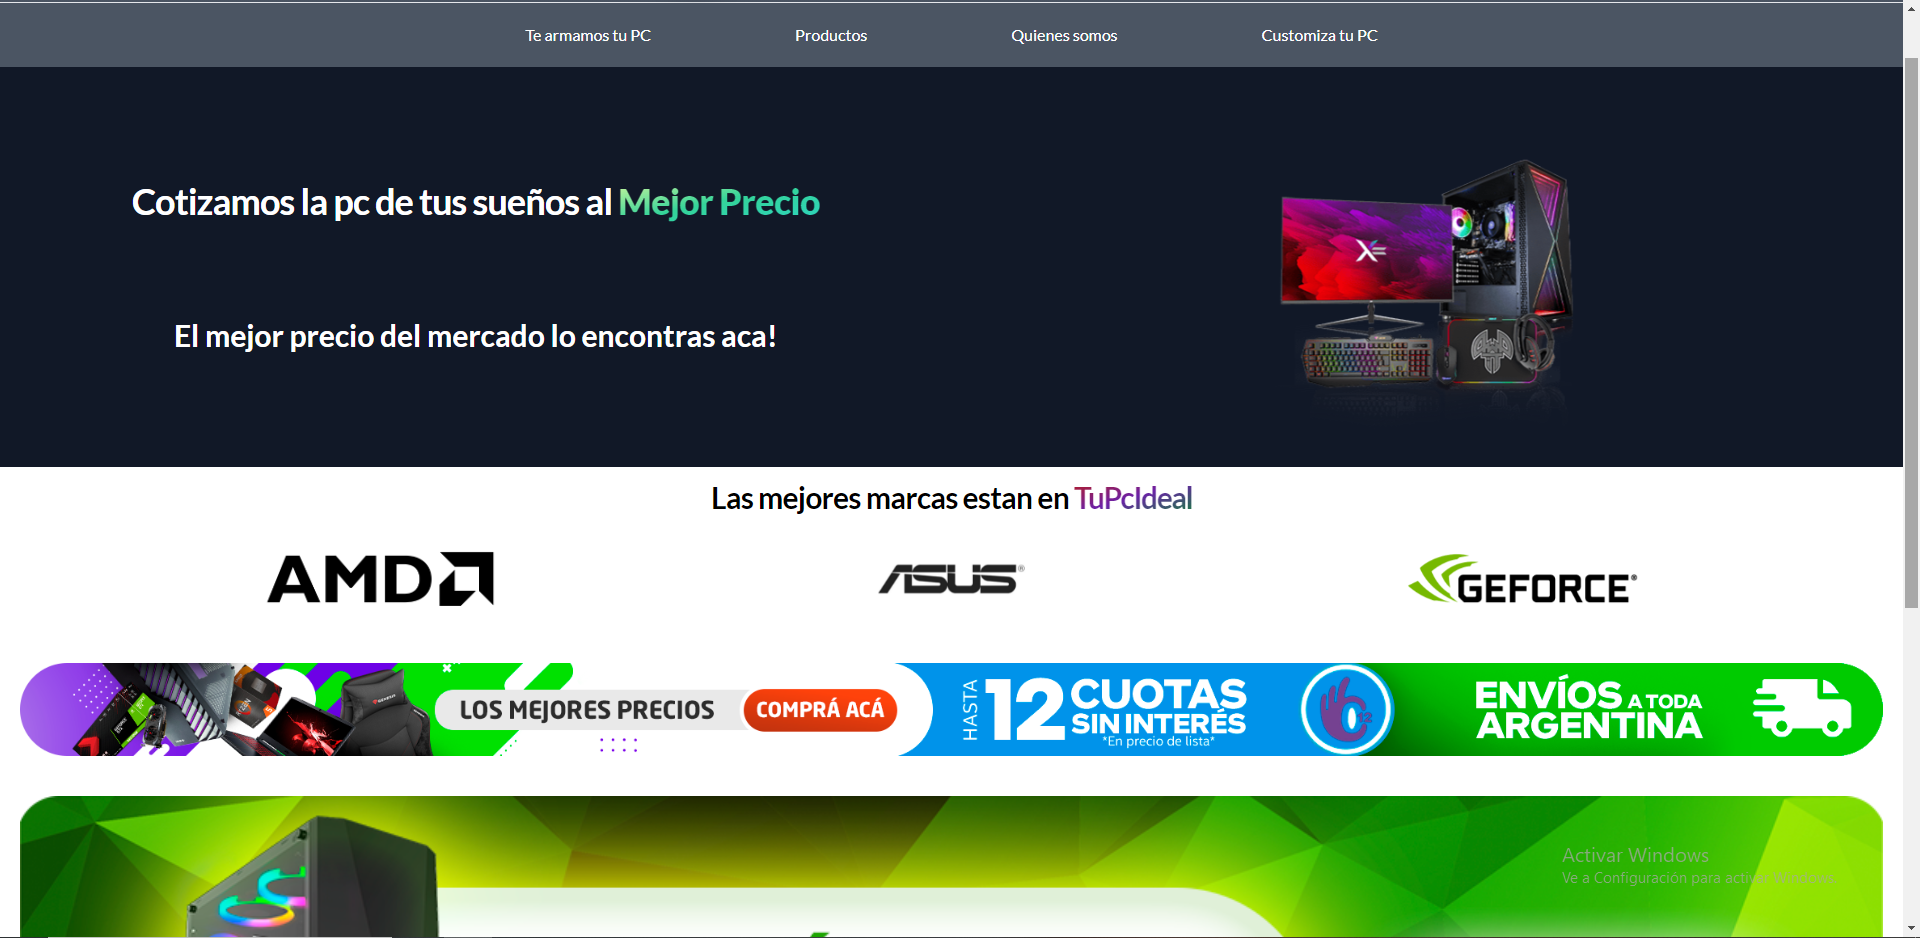 Te armamos tu PC
Productos
Quienes somos
Customiza tu PC
Cotizamos la pc de tus sueños al Mejor Precio
El mejor precio del mercado lo encontras aca!
Las mejores marcas estan en TuPcIdeal
AMD
ASUS®
GEFORCE®
LOS MEJORES PRECIOS
COMPRÁ ACÁ
HASTA
12 CUOTAS
SIN INTERÉS
*En precio de lista*
12
ENVÍOS A TODA
ARGENTINA
Activar Windows
Ve a Configuración para activar Windows.